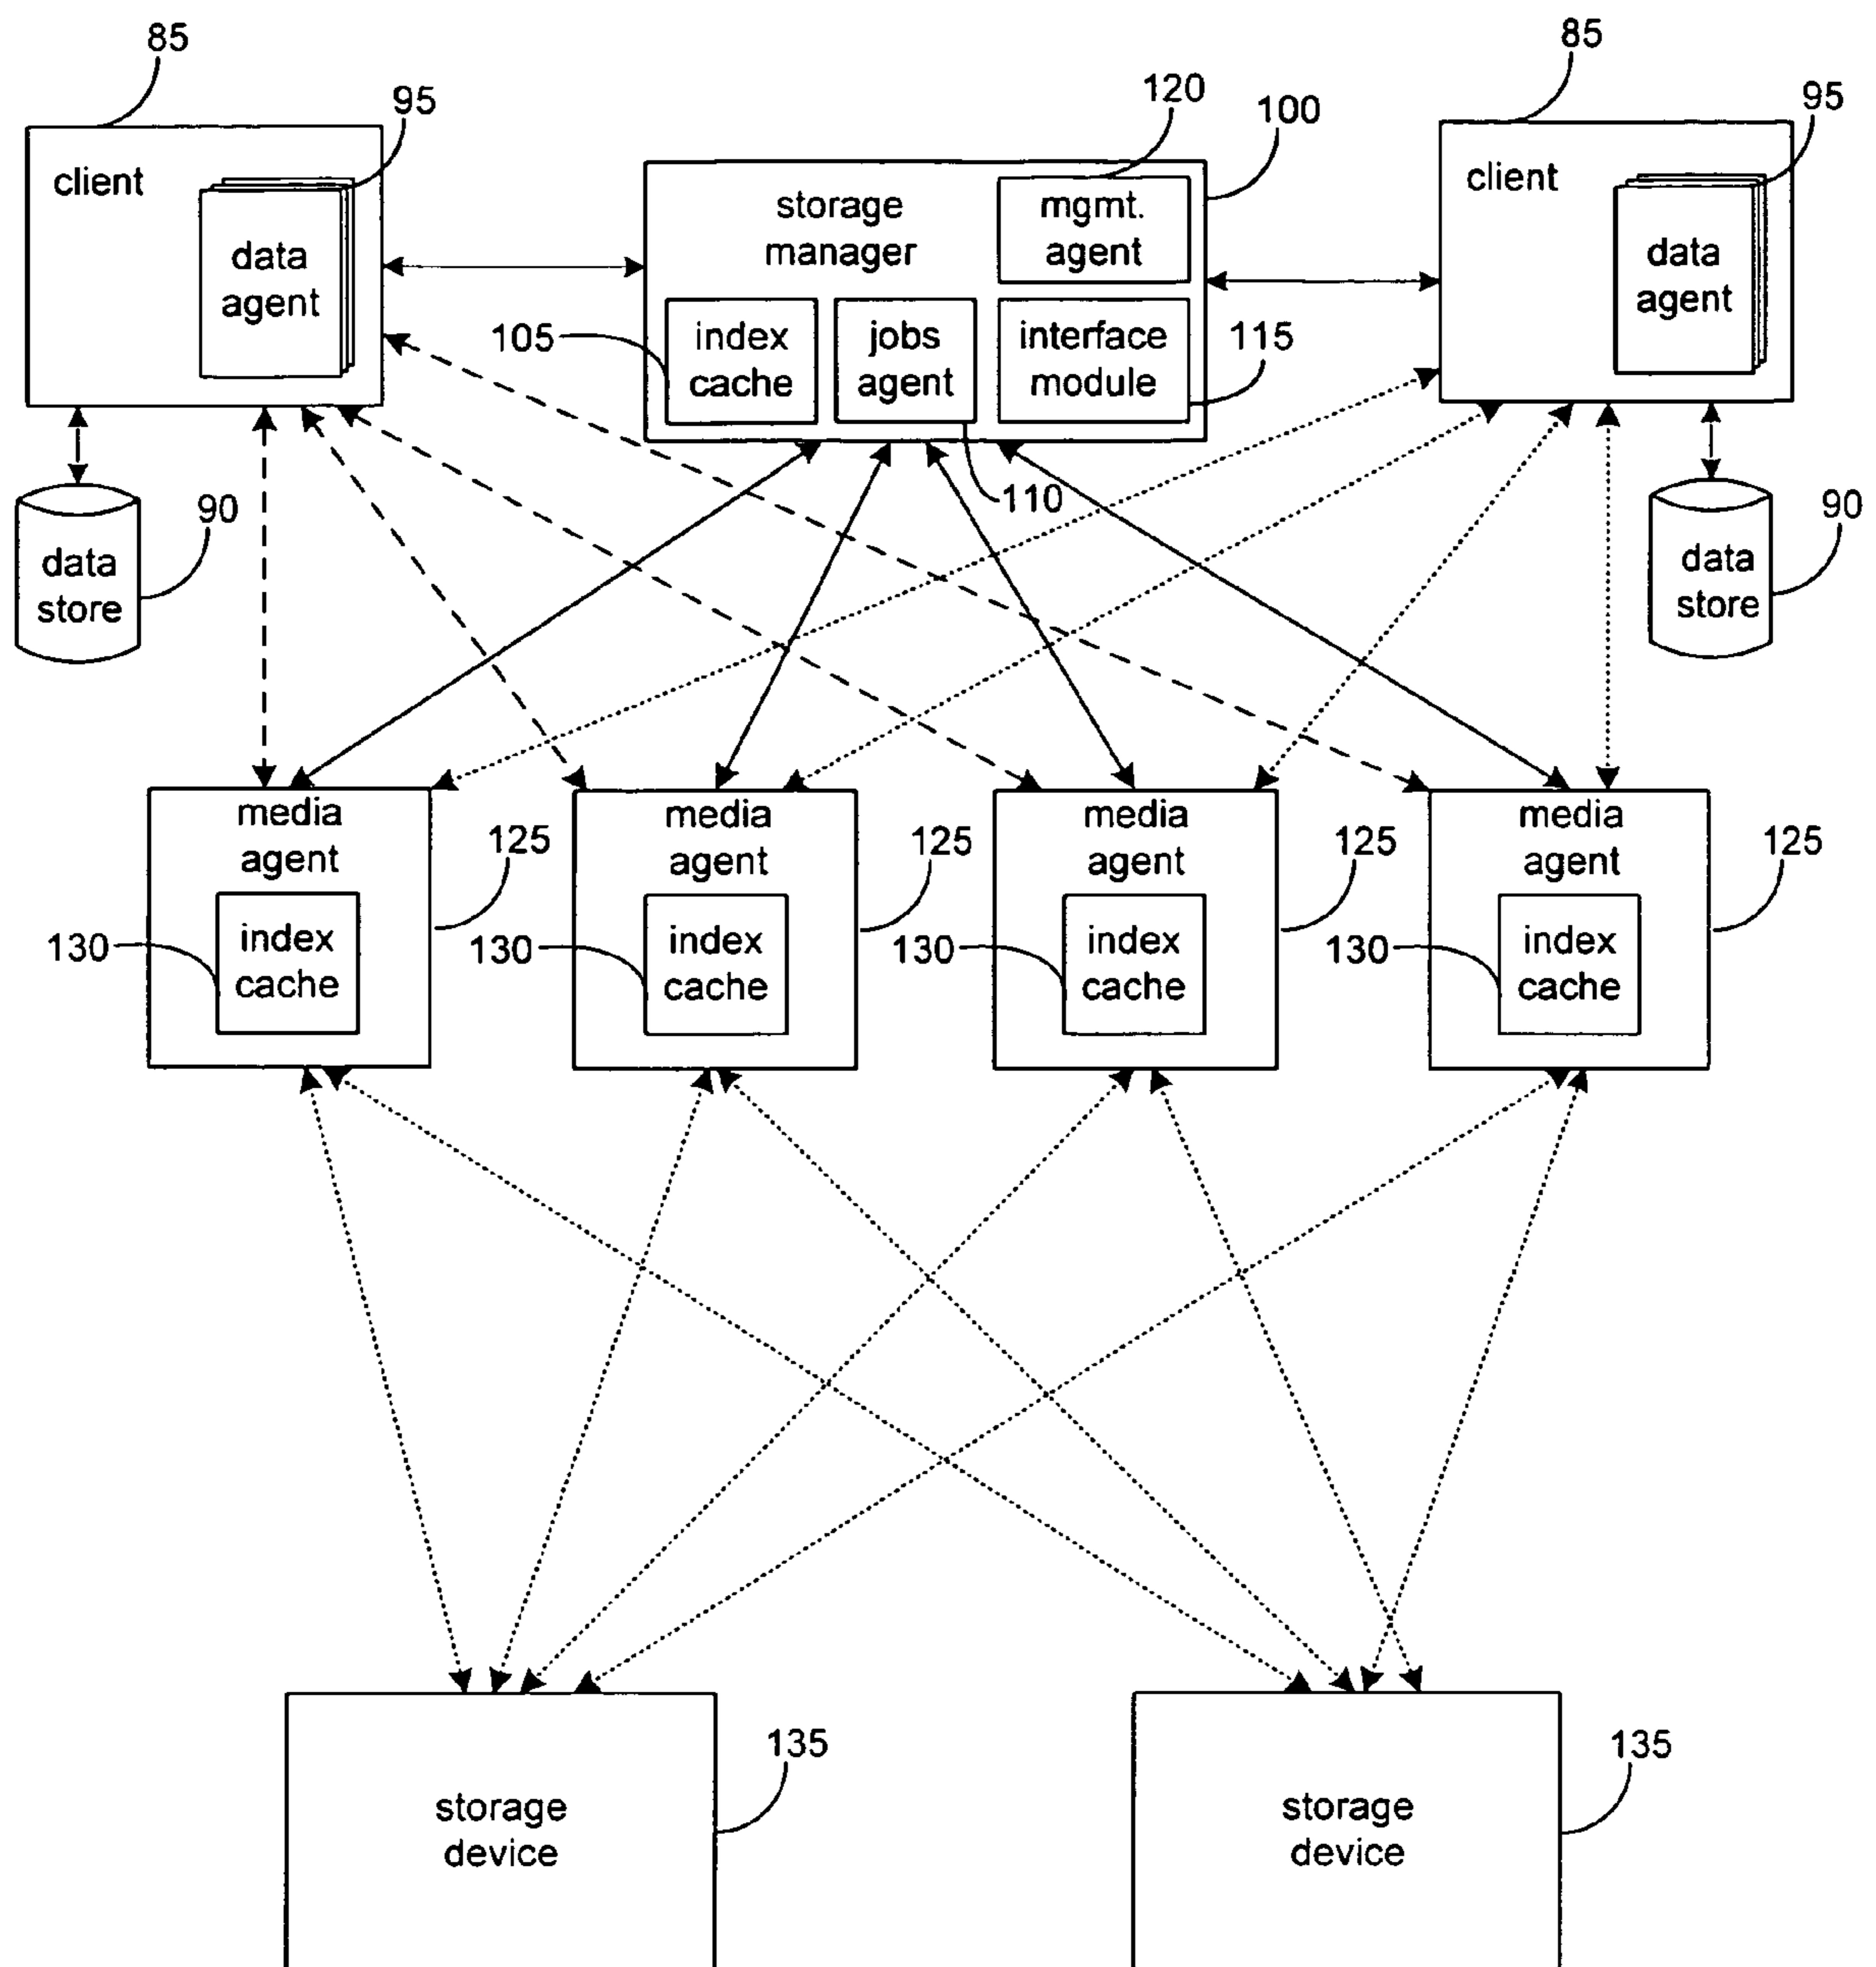 85
85
95
120
100
95
client
data
agent
storage
manager
mgmt.
agent
client
data
agent
105
index
cache
jobs
agent
interface
module
115
110
90
data
store
90
data
store
media
agent
125
130
index
cache
media
agent
125
130
index
cache
media
agent
125
130
index
cache
media
agent
125
130
index
cache
135
storage
device
135
storage
device